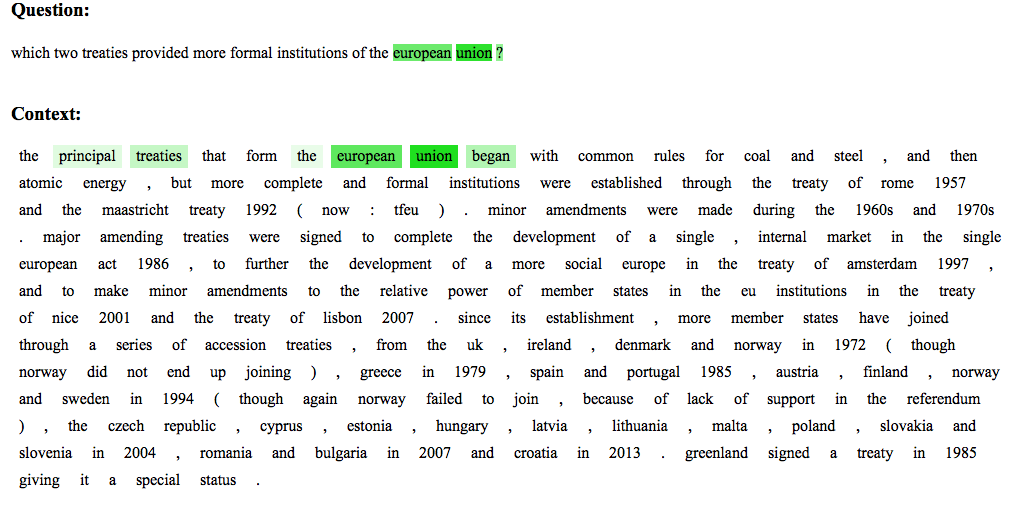 Question:
which two treaties provided more formal institutions of the european union ?
Context:
the principal treaties that form the european union began with common rules for coal and steel , and then
atomic energy , but more complete and formal institutions were established through the treaty of rome 1957
and the maastricht treaty 1992 ( now : tfeu ) . minor amendments were made during the 1960s and 1970s
. major amending treaties were signed to complete the development of a single , internal market in the single
european act 1986 , to further the development of a more social europe in the treaty of amsterdam 1997 ,
and to make minor amendments to the relative power of member states in the eu institutions in the treaty
of nice 2001 and the treaty of lisbon 2007 . since its establishment , more member states have joined
through a series of accession treaties , from the uk , ireland , denmark and norway in 1972 ( though
norway did not end up joining ) , greece in 1979 , spain and portugal 1985 , austria , finland , norway
and sweden in 1994 ( though again norway failed to join , because of lack of support in the referendum
) , the czech republic , cyprus , estonia , hungary , latvia , lithuania , malta , poland , slovakia and
slovenia in 2004 , romania and bulgaria in 2007 and croatia in 2013 . greenland signed a treaty in 1985
giving it a special status .